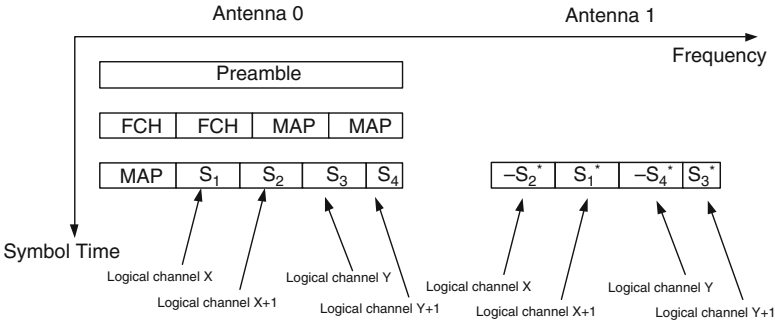 Antenna 0 Antenna 1
Frequency
Preamble
FCH FCH MAP MAP
MAP S₁ S₂ S₃ S₄ –S₂* S₁* –S₄* S₃*
Symbol Time
Logical channel X Logical channel Y Logical channel X Logical channel Y
Logical channel X+1 Logical channel Y+1 Logical channel X+1 Logical channel Y+1